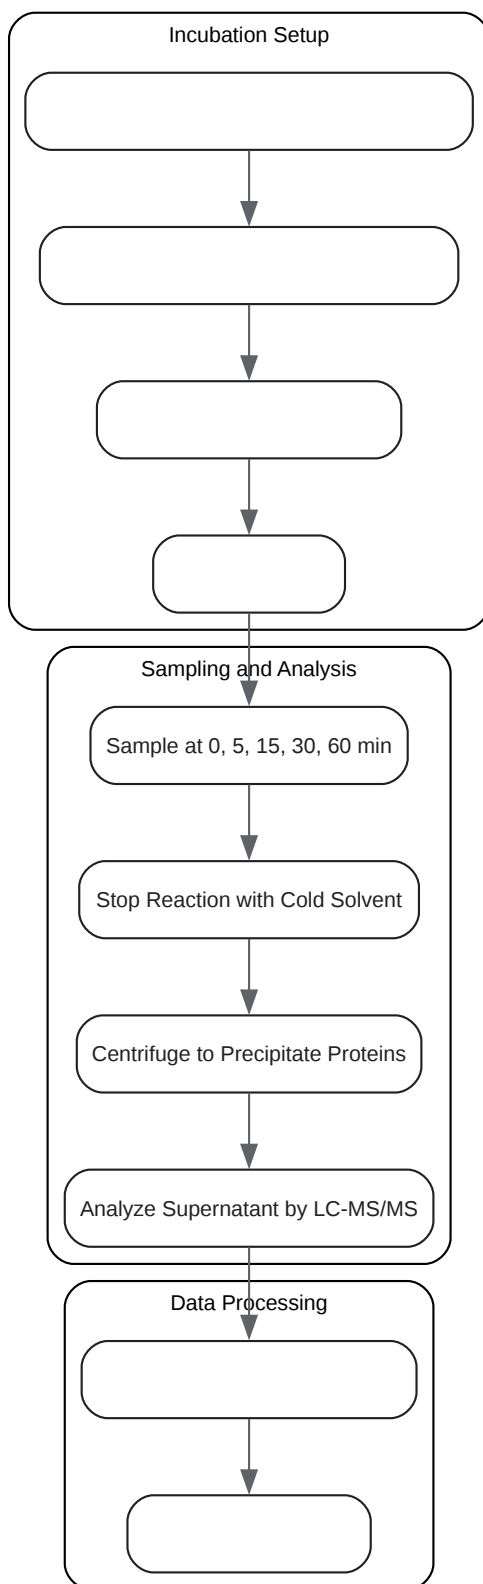 Incubation Setup
Sampling and Analysis
Sample at 0, 5, 15, 30, 60 min
Stop Reaction with Cold Solvent
Centrifuge to Precipitate Proteins
Analyze Supernatant by LC-MS/MS
Data Processing